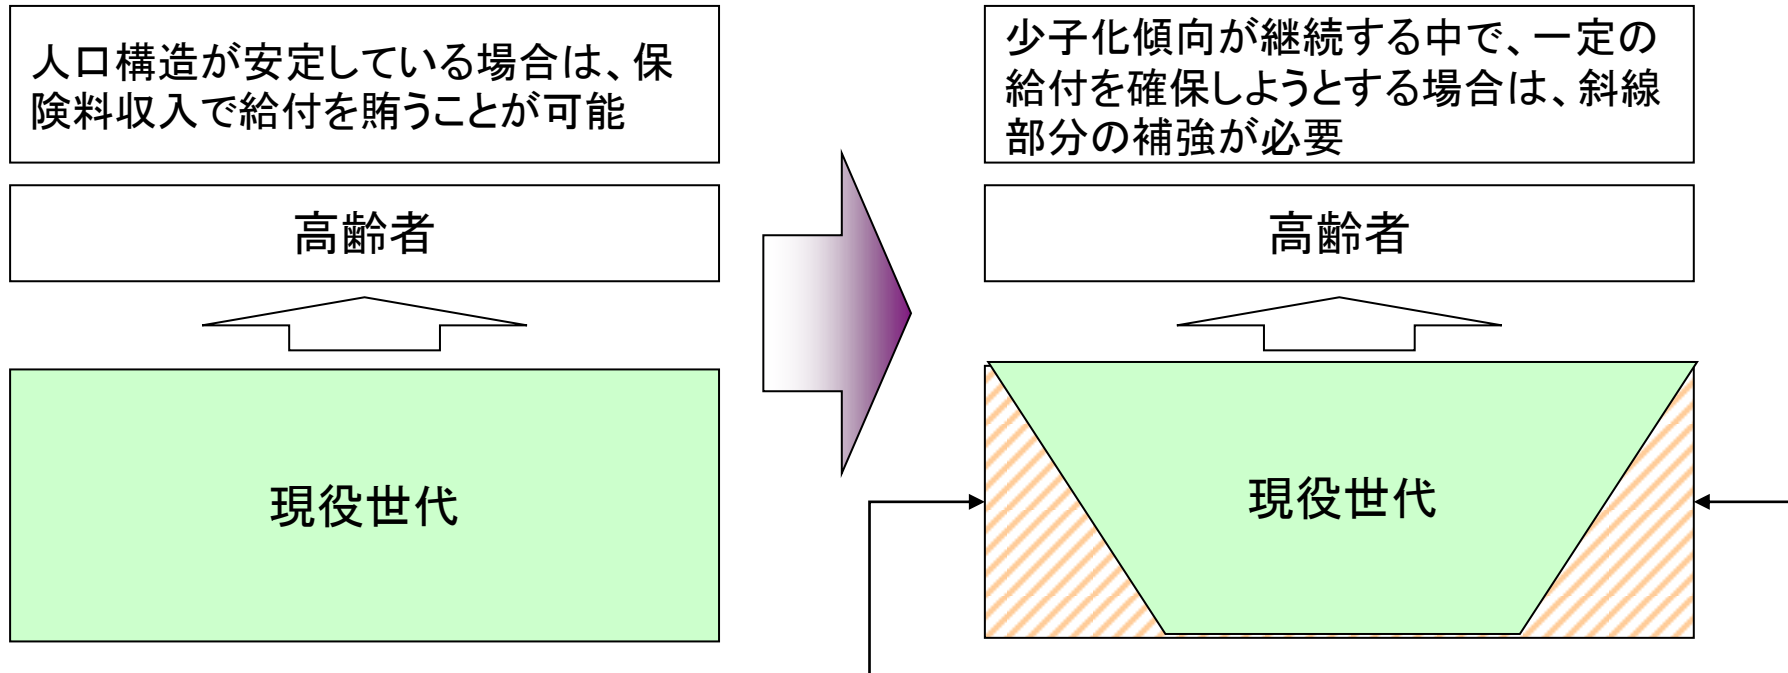 人口構造が安定している場合は、保
険料収入で給付を賄うことが可能
高齢者
現役世代
少子化傾向が継続する中で、一定の
給付を確保しようとする場合は、斜線
部分の補強が必要
高齢者
現役世代